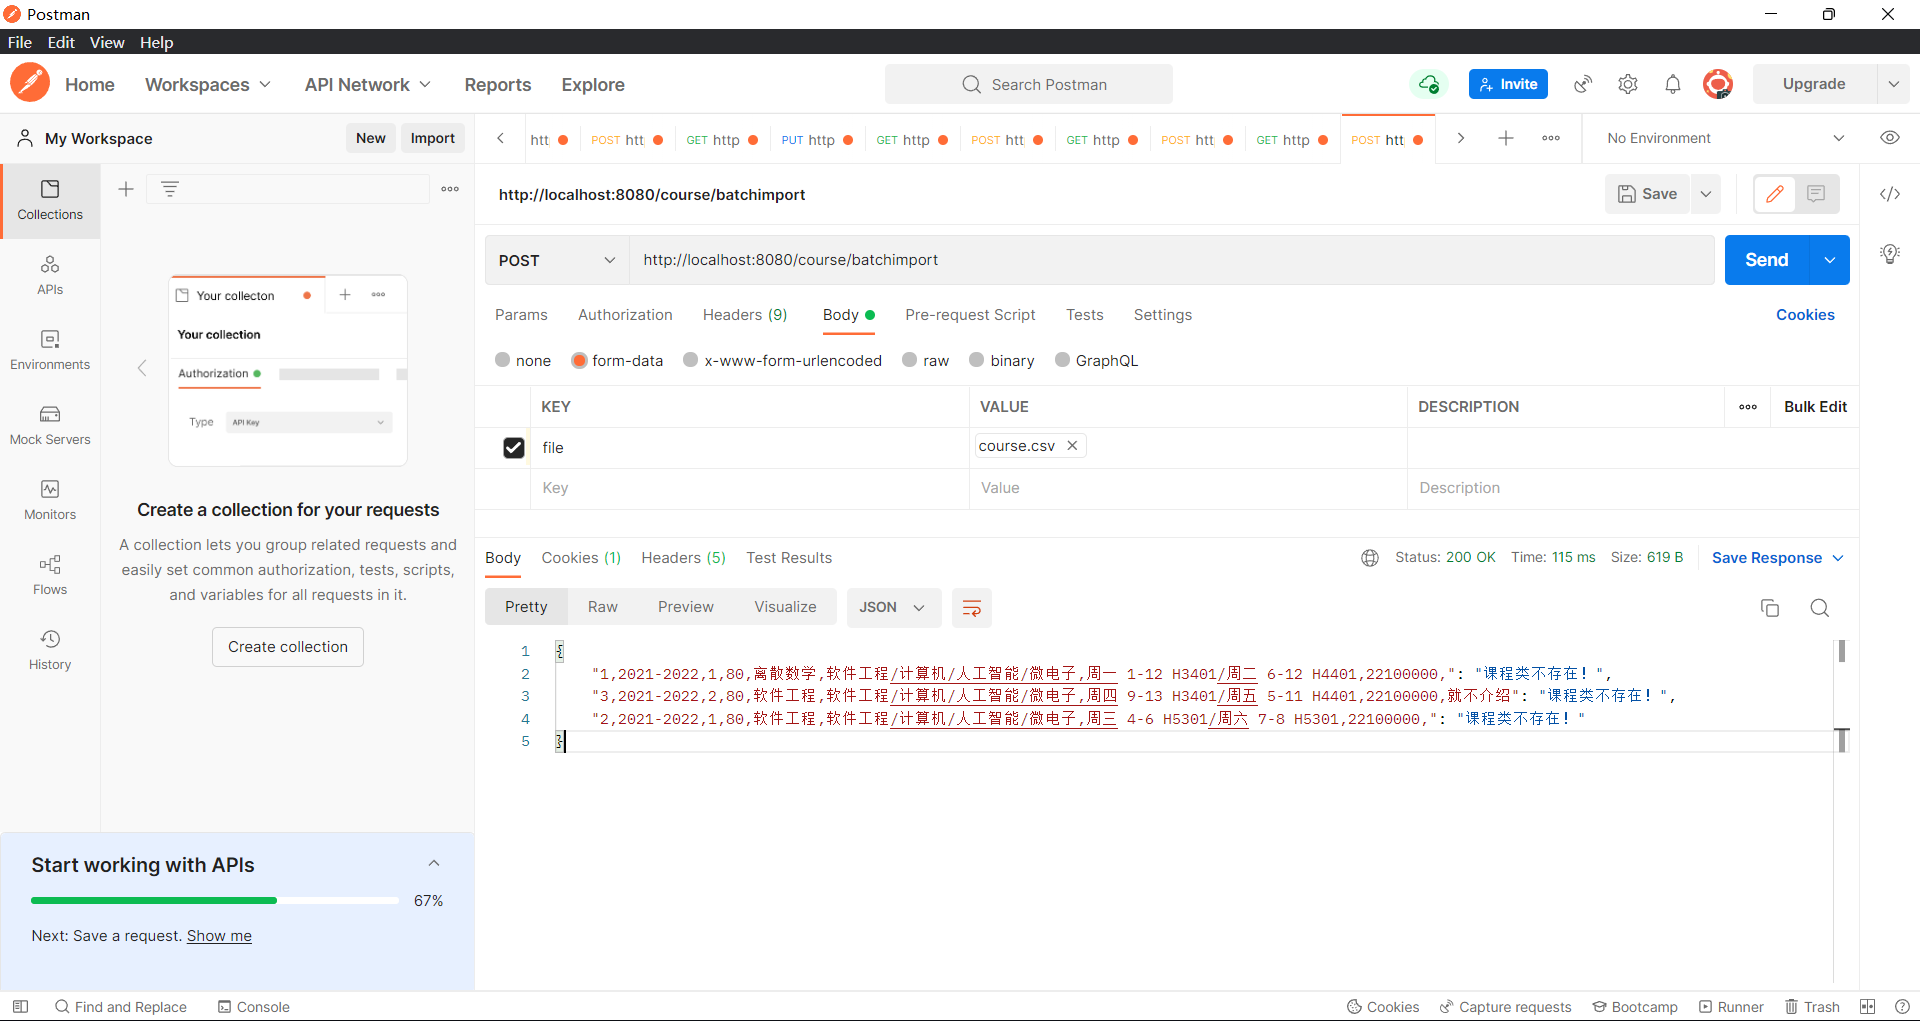 Postman
File Edit View Help
Home Workspaces API Network Reports Explore Search Postman Invite Upgrade
My Workspace New Import
htt POST htt GET http PUT http GET http POST htt GET http POST htt GET http POST htt No Environment
Collections
APIs
Environments
Mock Servers
Monitors
Flows
History
Your collecton
Your collection
Authorization
Type API Key
Create a collection for your requests
A collection lets you group related requests and
easily set common authorization, tests, scripts,
and variables for all requests in it.
Create collection
Start working with APIs
67%
Next: Save a request. Show me
http://localhost:8080/course/batchimport Save
POST http://localhost:8080/course/batchimport Send
Params Authorization Headers (9) Body Pre-request Script Tests Settings Cookies
none form-data x-www-form-urlencoded raw binary GraphQL
KEY VALUE DESCRIPTION Bulk Edit
file course.csv
Key Value Description
Body Cookies (1) Headers (5) Test Results Status: 200 OK Time: 115 ms Size: 619 B Save Response
Pretty Raw Preview Visualize JSON
1 {
2 "1,2021-2022,1,80,离散数学,软件工程/计算机/人工智能/微电子,周一 1-12 H3401/周二 6-12 H4401,22100000,": "课程类不存在！",
3 "3,2021-2022,2,80,软件工程,软件工程/计算机/人工智能/微电子,周四 9-13 H3401/周五 5-11 H4401,22100000,就不介绍": "课程类不存在！",
4 "2,2021-2022,1,80,软件工程,软件工程/计算机/人工智能/微电子,周三 4-6 H5301/周六 7-8 H5301,22100000,": "课程类不存在！"
5 }
Find and Replace Console Cookies Capture requests Bootcamp Runner Trash